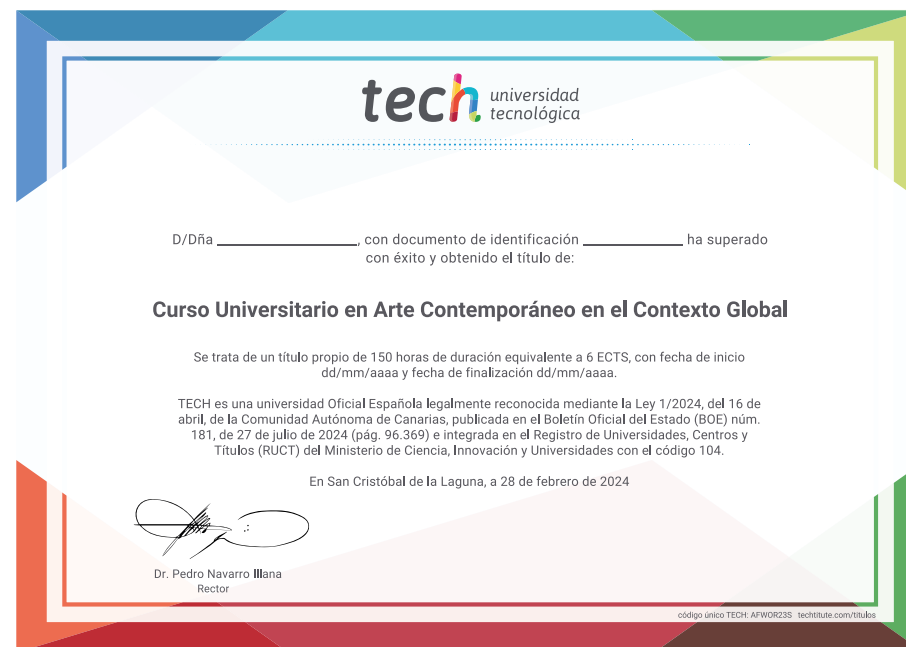 tech universidad
tecnológica
D/Dña ____________________, con documento de identificación ______________ ha superado
con éxito y obtenido el título de:
Curso Universitario en Arte Contemporáneo en el Contexto Global
Se trata de un título propio de 150 horas de duración equivalente a 6 ECTS, con fecha de inicio
dd/mm/aaaa y fecha de finalización dd/mm/aaaa.
TECH es una universidad Oficial Española legalmente reconocida mediante la Ley 1/2024, del 16 de
abril, de la Comunidad Autónoma de Canarias, publicada en el Boletín Oficial del Estado (BOE) núm.
181, de 27 de julio de 2024 (pág. 96.369) e integrada en el Registro de Universidades, Centros y
Títulos (RUCT) del Ministerio de Ciencia, Innovación y Universidades con el código 104.
En San Cristóbal de la Laguna, a 28 de febrero de 2024
Dr. Pedro Navarro Illana
Rector
código único TECH: AFWOR23S techtitute.com/titulos